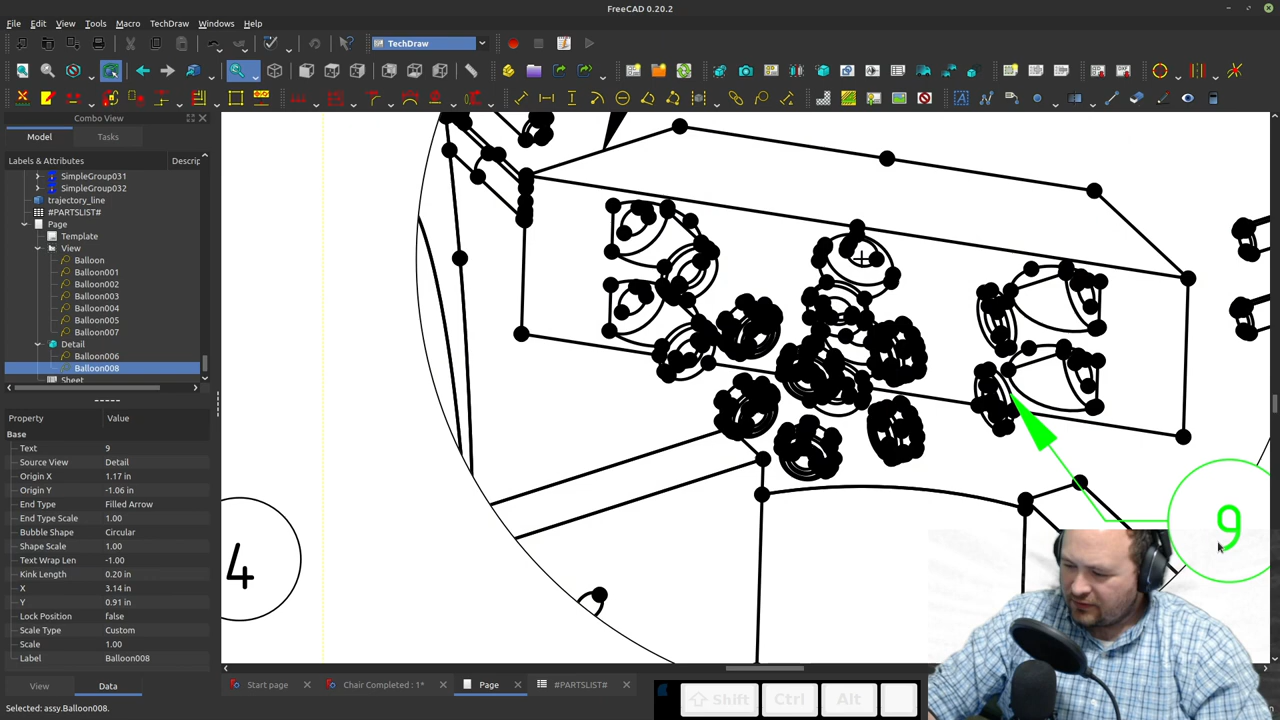 FreeCAD 0.20.2
File Edit View Tools Macro TechDraw Windows Help
TechDraw
Combo View
Model Tasks
Labels & Attributes Descrip
SimpleGroup031
SimpleGroup032
trajectory_line
#PARTSLIST#
Page
Template
View
Balloon
Balloon001
Balloon002
Balloon003
Balloon004
Balloon005
Balloon007
Detail
Balloon006
Balloon008
Sheet
Property Value
Base
Text 9
Source View Detail
Origin X 1.17 in
Origin Y -1.06 in
End Type Filled Arrow
End Type Scale 1.00
Bubble Shape Circular
Shape Scale 1.00
Text Wrap Len -1.00
Kink Length 0.20 in
X 3.14 in
Y 0.91 in
Lock Position false
Scale Type Custom
Scale 1.00
Label Balloon008
View Data
4
9
Start page Chair Completed : 1* Page #PARTSLIST#
Shift Ctrl Alt
Selected: assy.Balloon008.